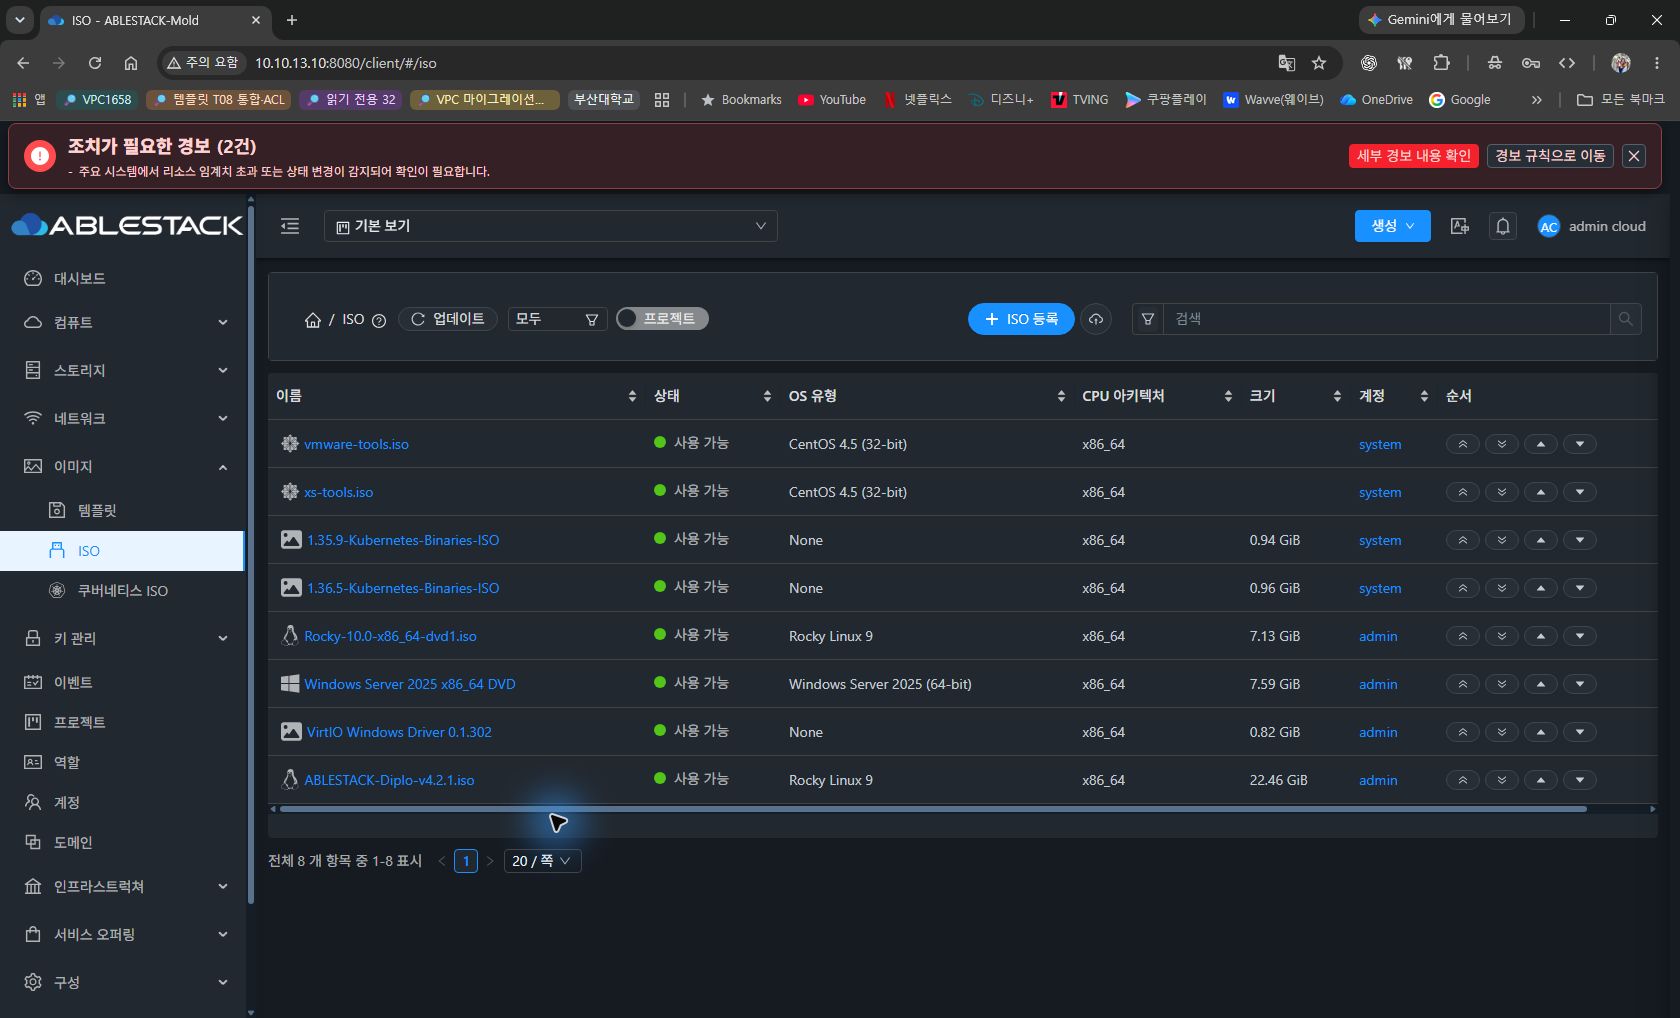 ISO - ABLESTACK-Mold
Gemini에게 물어보기
주의 요함
10.10.13.10:8080/client/#/iso
앱
VPC1658
템플릿 T08 통합·ACL
읽기 전용 32
VPC 마이그레이션...
부산대학교
Bookmarks
YouTube
넷플릭스
디즈니+
TVING
쿠팡플레이
Wavve(웨이브)
OneDrive
Google
모든 북마크
조치가 필요한 경보 (2건)
- 주요 시스템에서 리소스 임계치 초과 또는 상태 변경이 감지되어 확인이 필요합니다.
세부 경보 내용 확인
경보 규칙으로 이동
ABLESTACK
기본 보기
생성
AC
admin cloud
대시보드
컴퓨트
스토리지
네트워크
이미지
템플릿
ISO
쿠버네티스 ISO
키 관리
이벤트
프로젝트
역할
계정
도메인
인프라스트럭쳐
서비스 오퍼링
구성
/ ISO
업데이트
모두
프로젝트
+ ISO 등록
검색
이름 상태 OS 유형 CPU 아키텍처 크기 계정 순서
vmware-tools.iso 사용 가능 CentOS 4.5 (32-bit) x86_64 system
xs-tools.iso 사용 가능 CentOS 4.5 (32-bit) x86_64 system
1.35.9-Kubernetes-Binaries-ISO 사용 가능 None x86_64 0.94 GiB system
1.36.5-Kubernetes-Binaries-ISO 사용 가능 None x86_64 0.96 GiB system
Rocky-10.0-x86_64-dvd1.iso 사용 가능 Rocky Linux 9 x86_64 7.13 GiB admin
Windows Server 2025 x86_64 DVD 사용 가능 Windows Server 2025 (64-bit) x86_64 7.59 GiB admin
VirtIO Windows Driver 0.1.302 사용 가능 None x86_64 0.82 GiB admin
ABLESTACK-Diplo-v4.2.1.iso 사용 가능 Rocky Linux 9 x86_64 22.46 GiB admin
전체 8 개 항목 중 1-8 표시 < 1 > 20 / 쪽